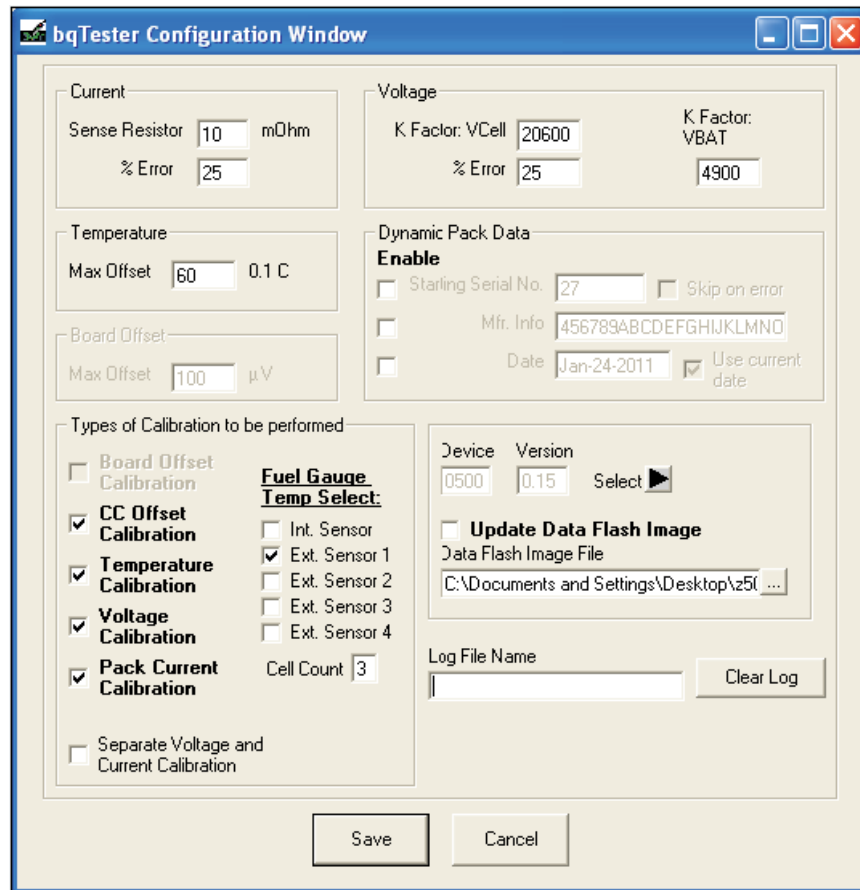 bqTester Configuration Window
Current
Sense Resistor 10 mOhm
% Error 25
Voltage
K Factor: VCell 20600
% Error 25
K Factor:
VBAT
4900
Temperature
Max Offset 60 0.1 C
Board Offset
Max Offset 100 µV
Dynamic Pack Data
Enable
Starling Serial No. 27 Skip on error
Mfr. Info 456789ABCDEFGHIJKLMNO
Date Jan-24-2011 Use current
date
Types of Calibration to be performed
Board Offset
Calibration
CC Offset
Calibration
Temperature
Calibration
Voltage
Calibration
Pack Current
Calibration
Separate Voltage and
Current Calibration
Fuel Gauge
Temp Select:
Int. Sensor
Ext. Sensor 1
Ext. Sensor 2
Ext. Sensor 3
Ext. Sensor 4
Cell Count 3
Device Version
0500 0.15 Select
Update Data Flash Image
Data Flash Image File
C:\Documents and Settings\Desktop\z5( ...
Log File Name
Clear Log
Save Cancel